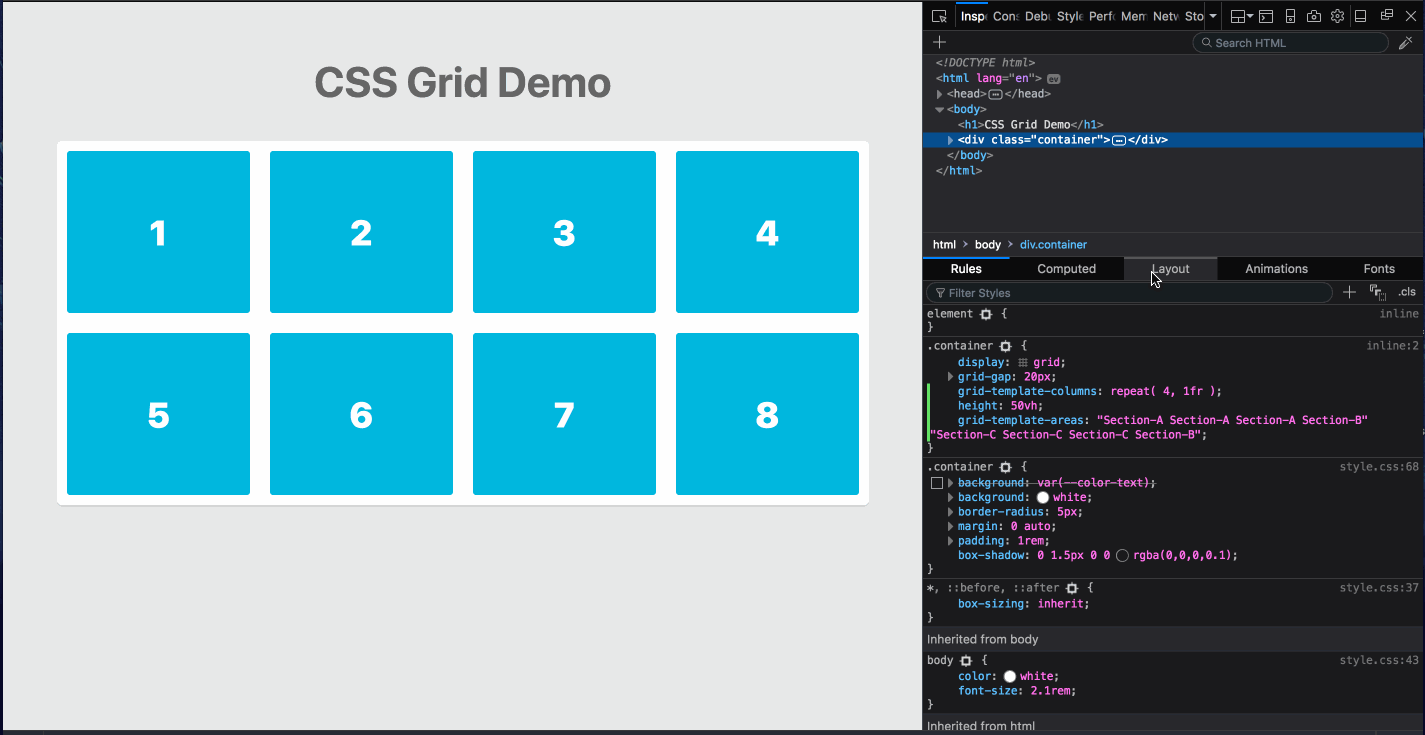 CSS Grid Demo
1
2
3
4
5
6
7
8
Insp Con Deb Style Perf Mem Netw Sto
Search HTML
<!DOCTYPE html>
<html lang="en"> ev
<head> </head>
<body>
<h1>CSS Grid Demo</h1>
<div class="container"> </div>
</body>
</html>
html > body > div.container
Rules Computed Layout Animations Fonts
Filter Styles .cls
element { inline
}
.container { inline:2
display: grid;
grid-gap: 20px;
grid-template-columns: repeat( 4, 1fr );
height: 50vh;
grid-template-areas: "Section-A Section-A Section-A Section-B"
"Section-C Section-C Section-C Section-B";
}
.container { style.css:68
background: var(--color-text);
background: white;
border-radius: 5px;
margin: 0 auto;
padding: 1rem;
box-shadow: 0 1.5px 0 0 rgba(0,0,0,0.1);
}
*, ::before, ::after { style.css:37
box-sizing: inherit;
}
Inherited from body
body { style.css:43
color: white;
font-size: 2.1rem;
}
Inherited from html